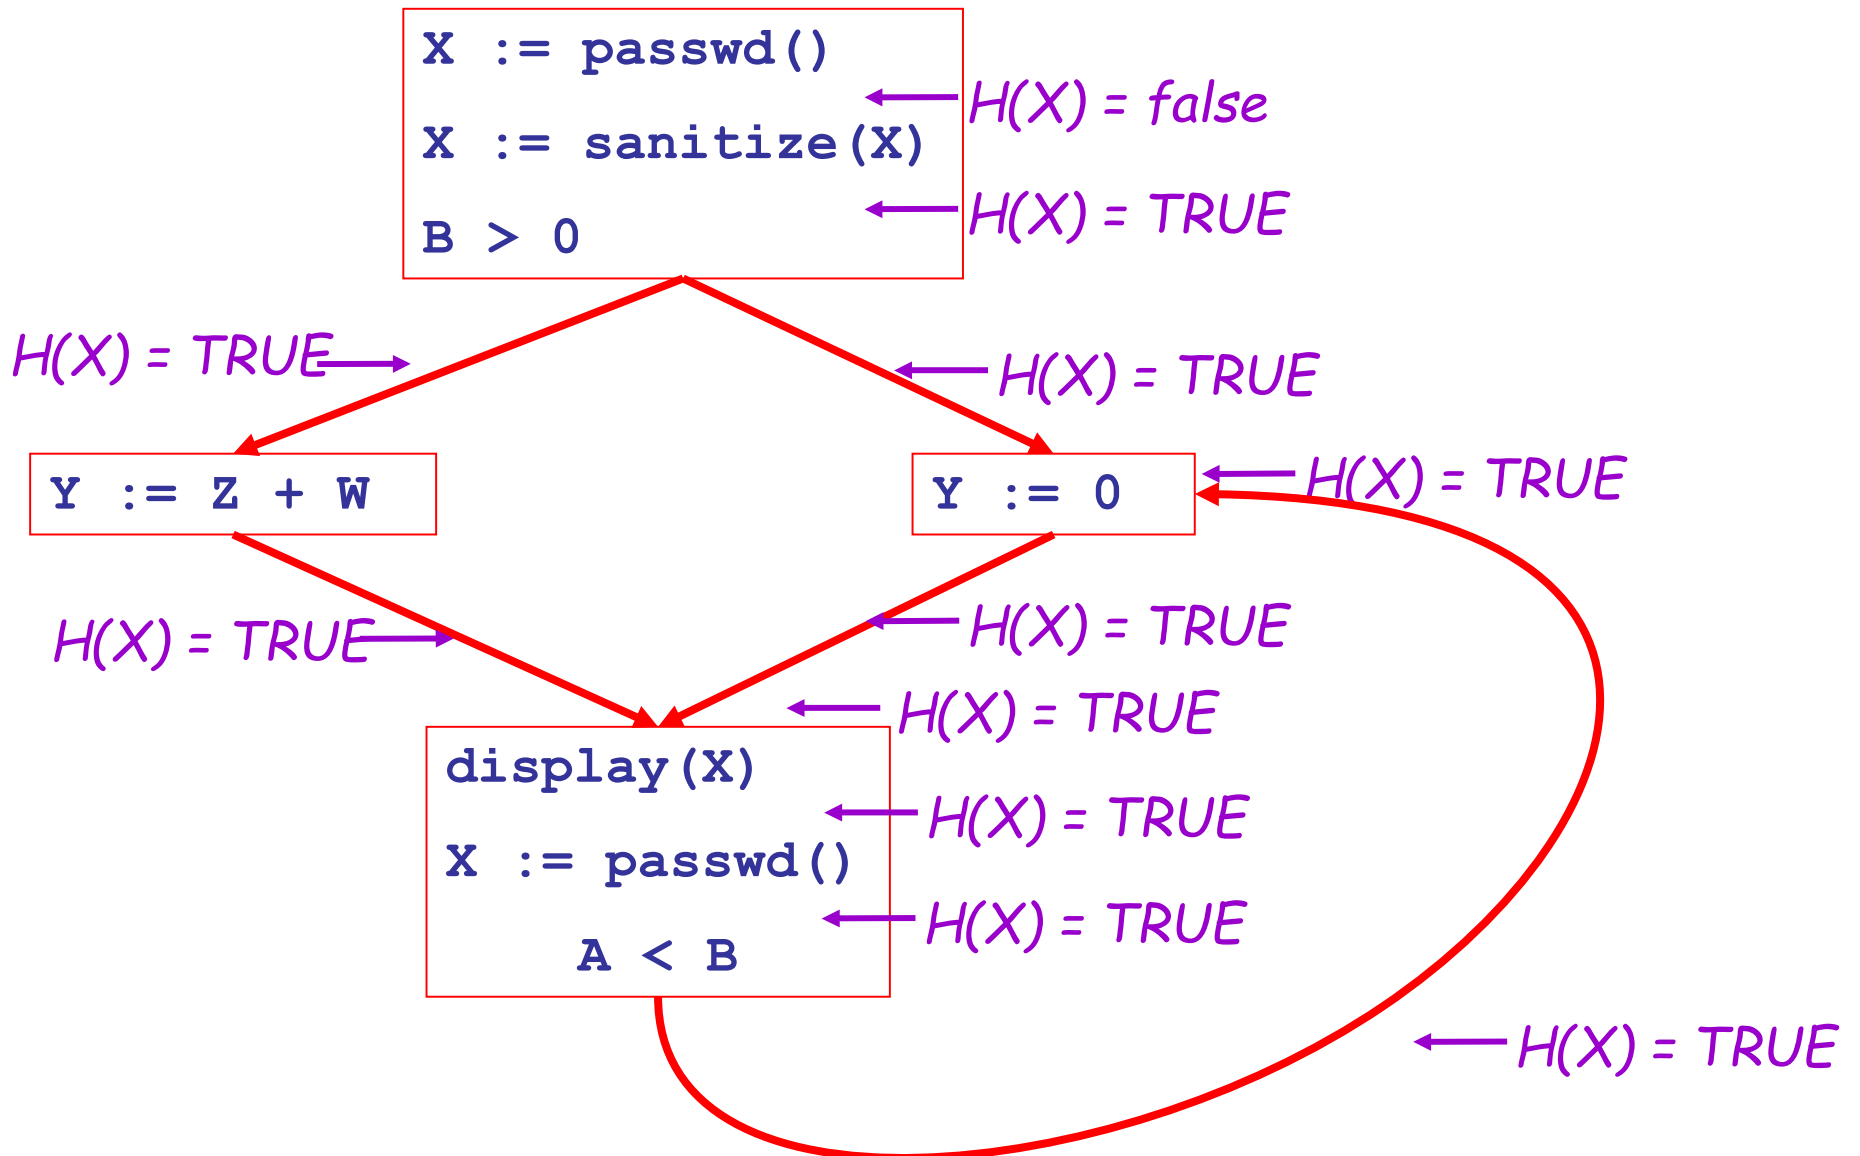 X := passwd()
H(X) = false
X := sanitize(X)
H(X) = TRUE
B > 0
H(X) = TRUE
H(X) = TRUE
H(X) = TRUE
Y := Z + W
Y := 0
H(X) = TRUE
H(X) = TRUE
H(X) = TRUE
display(X)
H(X) = TRUE
X := passwd()
H(X) = TRUE
A < B
H(X) = TRUE